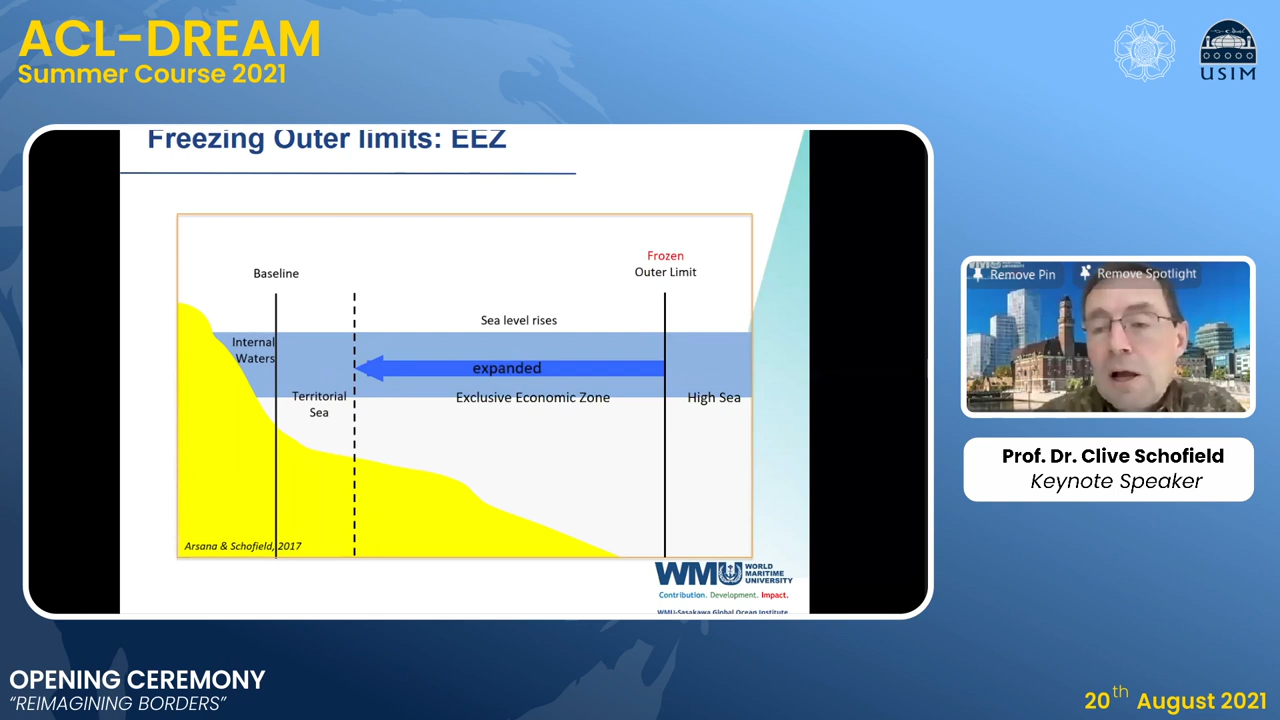 ACL–DREAM
Summer Course 2021
USIM
Freezing Outer limits: EEZ
Frozen
Baseline
Outer Limit
Sea level rises
Internal
Waters
expanded
Territorial
Sea
Exclusive Economic Zone
High Sea
Arsana & Schofield, 2017
WMU
WORLD
MARITIME
UNIVERSITY
Contribution. Development. Impact.
WMU-Sasakawa Global Ocean Institute
Remove Pin
Remove Spotlight
Prof. Dr. Clive Schofield
Keynote Speaker
OPENING CEREMONY
“REIMAGINING BORDERS”
20th August 2021